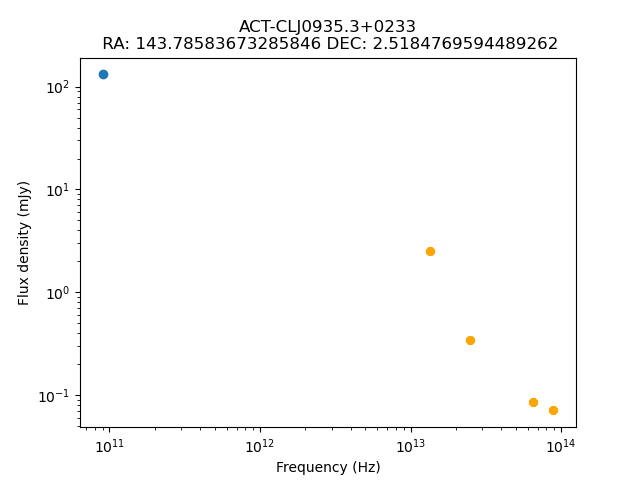 ACT-CLJ0935.3+0233
RA: 143.78583673285846 DEC: 2.5184769594489262
Flux density (mJy)
10²
10¹
10⁰
10⁻¹
10¹¹
10¹²
10¹³
10¹⁴
Frequency (Hz)